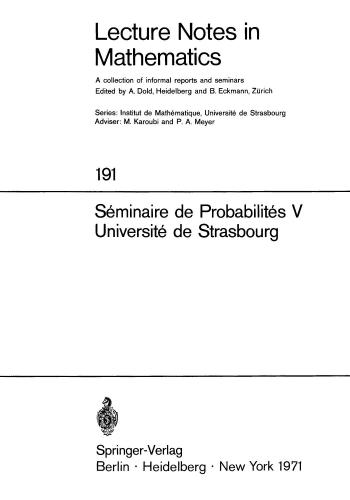 Lecture Notes in
Mathematics
A collection of informal reports and seminars
Edited by A. Dold, Heidelberg and B. Eckmann, Zürich
Series: Institut de Mathématique, Université de Strasbourg
Adviser: M. Karoubi and P. A. Meyer
191
Séminaire de Probabilités V
Université de Strasbourg
Springer-Verlag
Berlin · Heidelberg · New York 1971